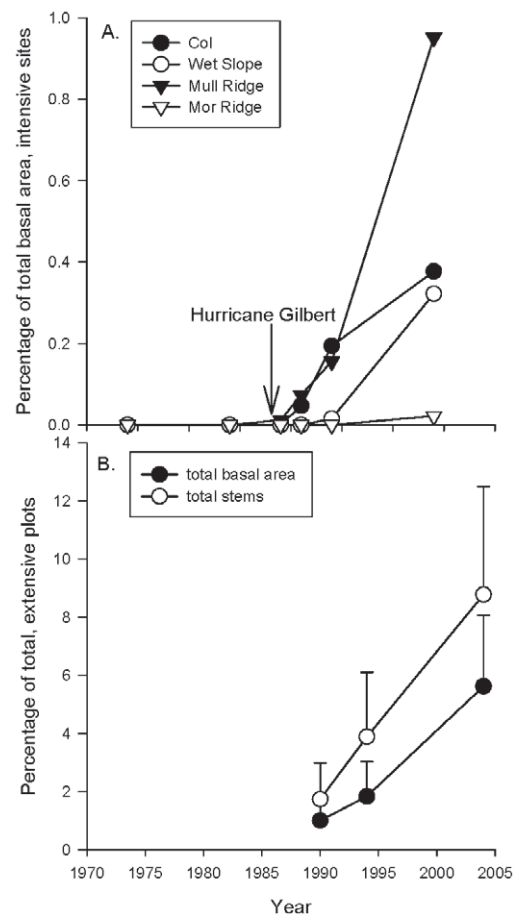 A.
Col
Wet Slope
Mull Ridge
Mor Ridge
Hurricane Gilbert
Percentage of total basal area, intensive sites
1.0
0.8
0.6
0.4
0.2
0.0
B.
total basal area
total stems
Percentage of total, extensive plots
14
12
10
8
6
4
2
0
1970 1975 1980 1985 1990 1995 2000 2005
Year